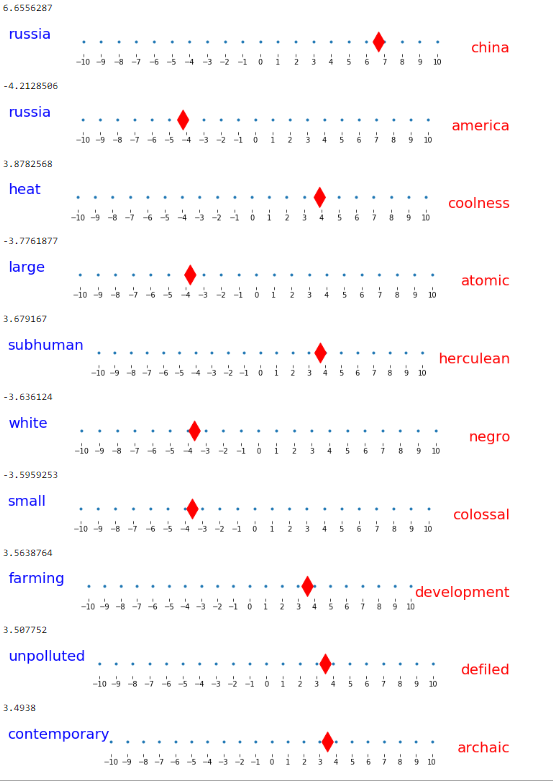 6.6556287
russia
china
−10 −9 −8 −7 −6 −5 −4 −3 −2 −1 0 1 2 3 4 5 6 7 8 9 10
-4.2128506
russia
america
−10 −9 −8 −7 −6 −5 −4 −3 −2 −1 0 1 2 3 4 5 6 7 8 9 10
3.8782568
heat
coolness
−10 −9 −8 −7 −6 −5 −4 −3 −2 −1 0 1 2 3 4 5 6 7 8 9 10
-3.7761877
large
atomic
−10 −9 −8 −7 −6 −5 −4 −3 −2 −1 0 1 2 3 4 5 6 7 8 9 10
3.679167
subhuman
herculean
−10 −9 −8 −7 −6 −5 −4 −3 −2 −1 0 1 2 3 4 5 6 7 8 9 10
-3.636124
white
negro
−10 −9 −8 −7 −6 −5 −4 −3 −2 −1 0 1 2 3 4 5 6 7 8 9 10
-3.5959253
small
colossal
−10 −9 −8 −7 −6 −5 −4 −3 −2 −1 0 1 2 3 4 5 6 7 8 9 10
3.5638764
farming
development
−10 −9 −8 −7 −6 −5 −4 −3 −2 −1 0 1 2 3 4 5 6 7 8 9 10
3.507752
unpolluted
defiled
−10 −9 −8 −7 −6 −5 −4 −3 −2 −1 0 1 2 3 4 5 6 7 8 9 10
3.4938
contemporary
archaic
−10 −9 −8 −7 −6 −5 −4 −3 −2 −1 0 1 2 3 4 5 6 7 8 9 10